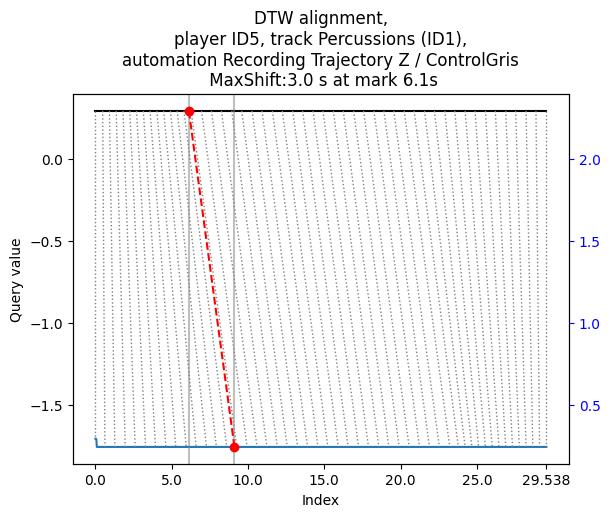 DTW alignment,
player ID5, track Percussions (ID1),
automation Recording Trajectory Z / ControlGris
MaxShift:3.0 s at mark 6.1s
Query value
0.0
−0.5
−1.0
−1.5
2.0
1.5
1.0
0.5
0.0 5.0 10.0 15.0 20.0 25.0 29.538
Index